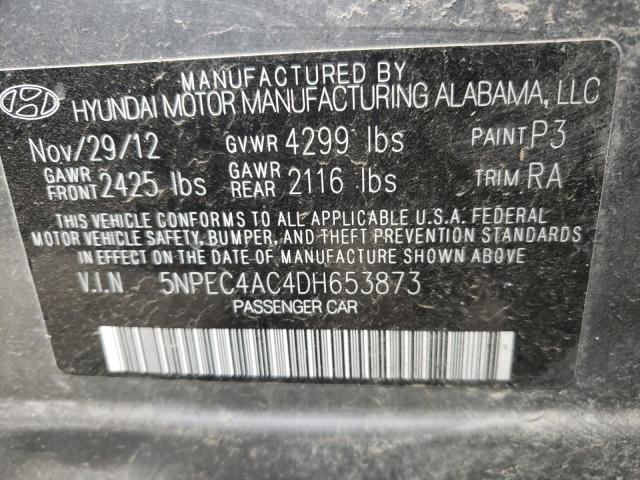 MANUFACTURED BY
HYUNDAI MOTOR MANUFACTURING ALABAMA, LLC
Nov/29/12 GVWR 4299 lbs PAINT P3
GAWR FRONT 2425 lbs GAWR REAR 2116 lbs TRIM RA
THIS VEHICLE CONFORMS TO ALL APPLICABLE U.S.A. FEDERAL
MOTOR VEHICLE SAFETY, BUMPER, AND THEFT PREVENTION STANDARDS
IN EFFECT ON THE DATE OF MANUFACTURE SHOWN ABOVE
V.I.N 5NPEC4AC4DH653873
PASSENGER CAR